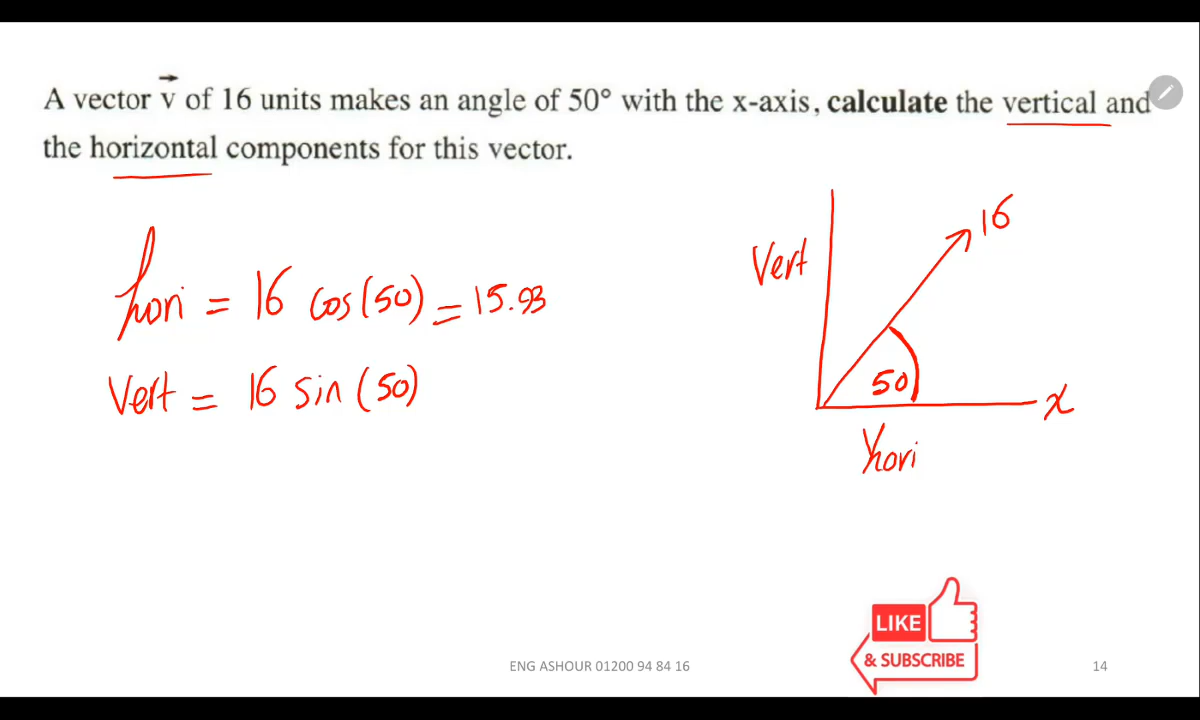 A vector v⃗ of 16 units makes an angle of 50° with the x-axis, calculate the vertical and
the horizontal components for this vector.
hori = 16 cos(50) = 15.93
Vert = 16 sin(50)
Vert
16
50
x
hori
LIKE
& SUBSCRIBE
ENG ASHOUR 01200 94 84 16
14